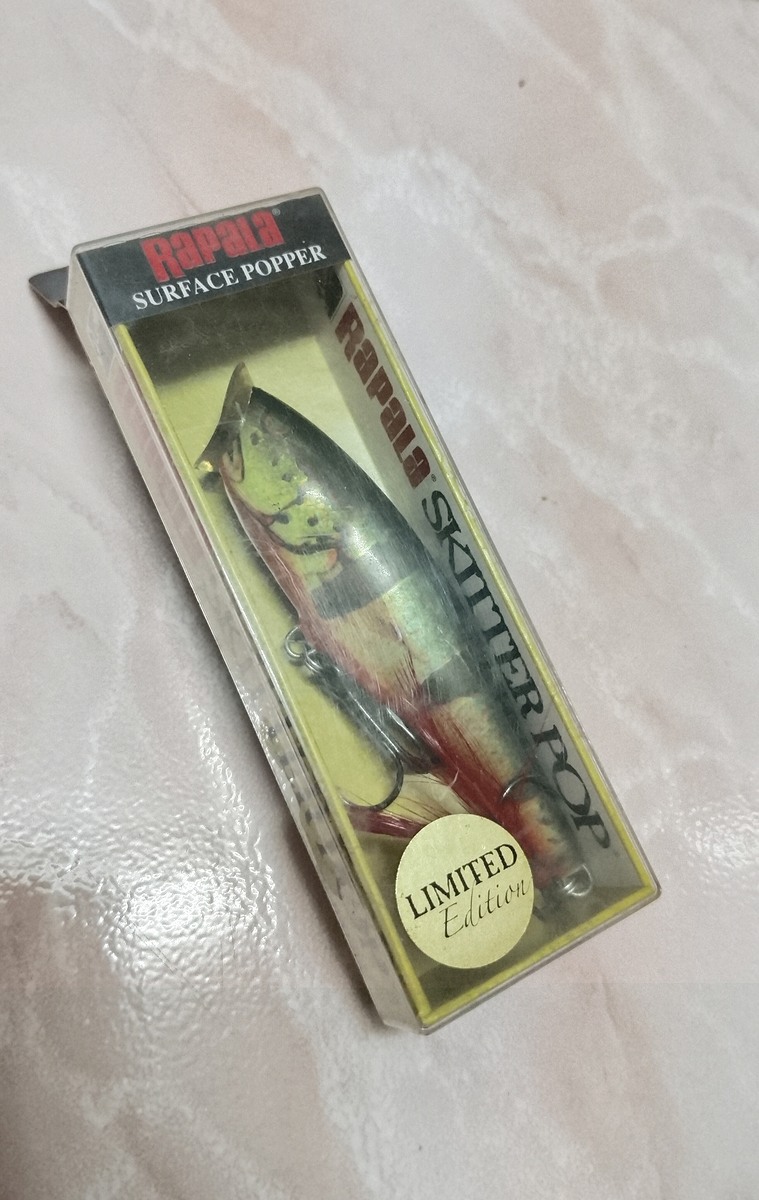 Rapala®
SURFACE POPPER
Rapala® SKITTER POP
LIMITED
Edition